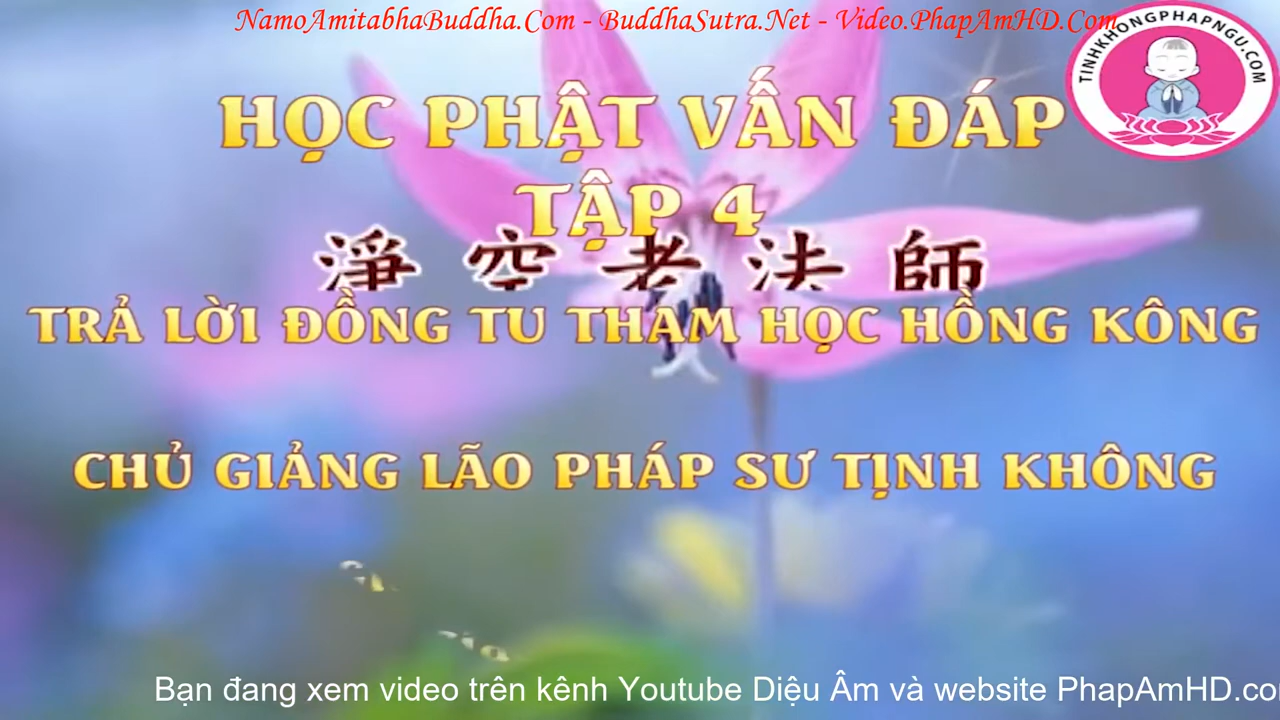 NamoAmitabhaBuddha.Com - BuddhaSutra.Net - Video.PhapAmHD.Com
TINHKHONGPHAPNGU.COM
HỌC PHẬT VẤN ĐÁP
TẬP 4
淨空老法師
TRẢ LỜI ĐỒNG TU THAM HỌC HỒNG KÔNG
CHỦ GIẢNG LÃO PHÁP SƯ TỊNH KHÔNG
Bạn đang xem video trên kênh Youtube Diệu Âm và website PhapAmHD.co